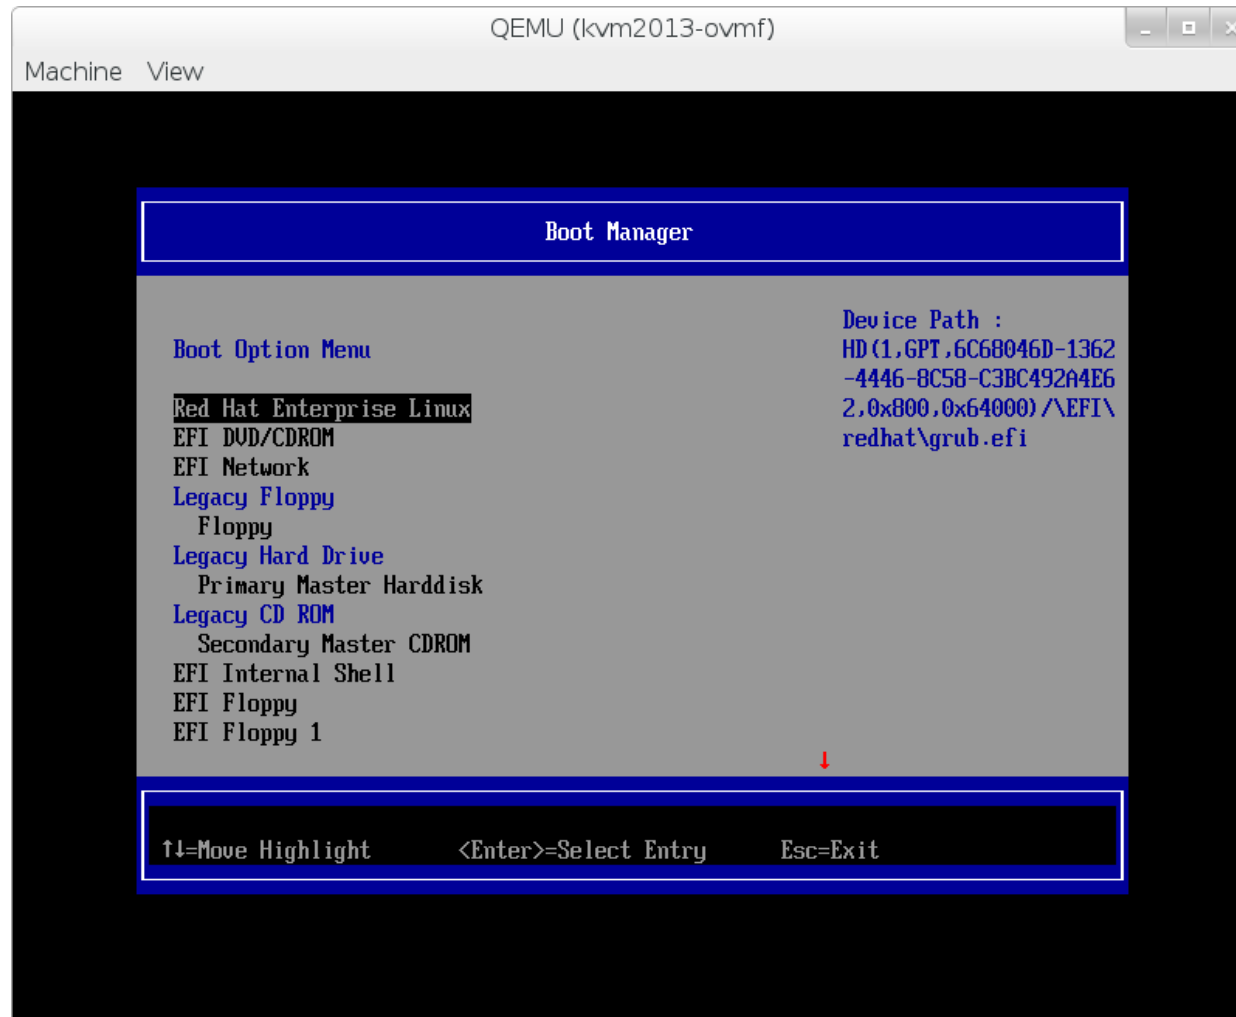 QEMU (kvm2013-ovmf)
Machine View
Boot Manager
Boot Option Menu
Red Hat Enterprise Linux
EFI DVD/CDROM
EFI Network
Legacy Floppy
Floppy
Legacy Hard Drive
Primary Master Harddisk
Legacy CD ROM
Secondary Master CDROM
EFI Internal Shell
EFI Floppy
EFI Floppy 1
Device Path :
HD(1,GPT,6C68046D-1362
-4446-8C58-C3BC492A4E6
2,0x800,0x64000)/\EFI\
redhat\grub.efi
↓
↑↓=Move Highlight <Enter>=Select Entry Esc=Exit